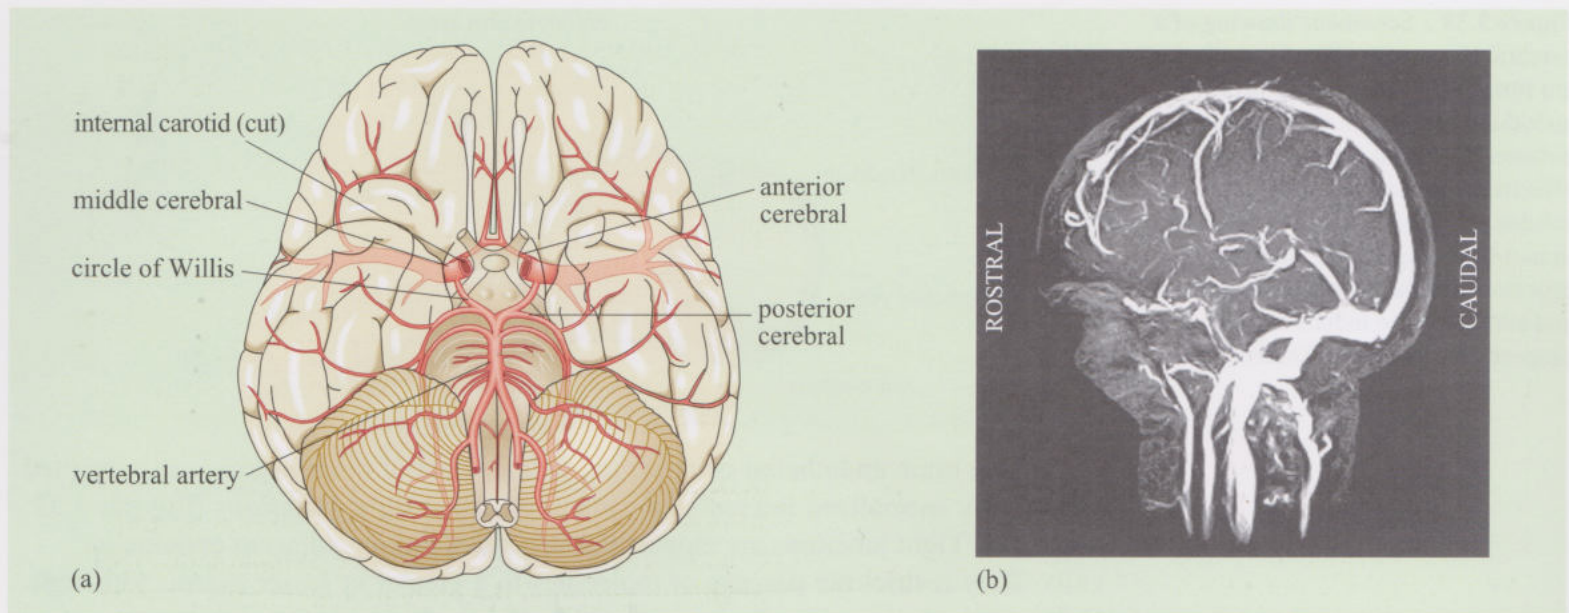 internal carotid (cut)
middle cerebral
circle of Willis
vertebral artery
anterior
cerebral
posterior
cerebral
(a)
ROSTRAL
CAUDAL
(b)